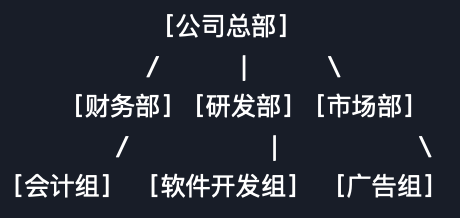 [公司总部]
/ | \
[财务部] [研发部] [市场部]
/ | \
[会计组] [软件开发组] [广告组]